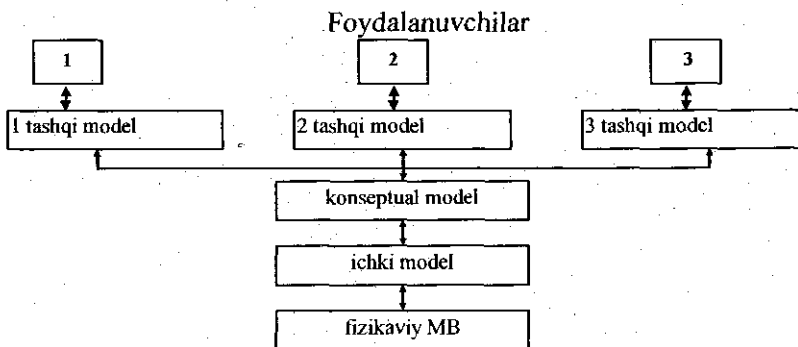 Foydalanuvchilar
1 2 3
1 tashqi model 2 tashqi model 3 tashqi model
konseptual model
ichki model
fizikaviy MB